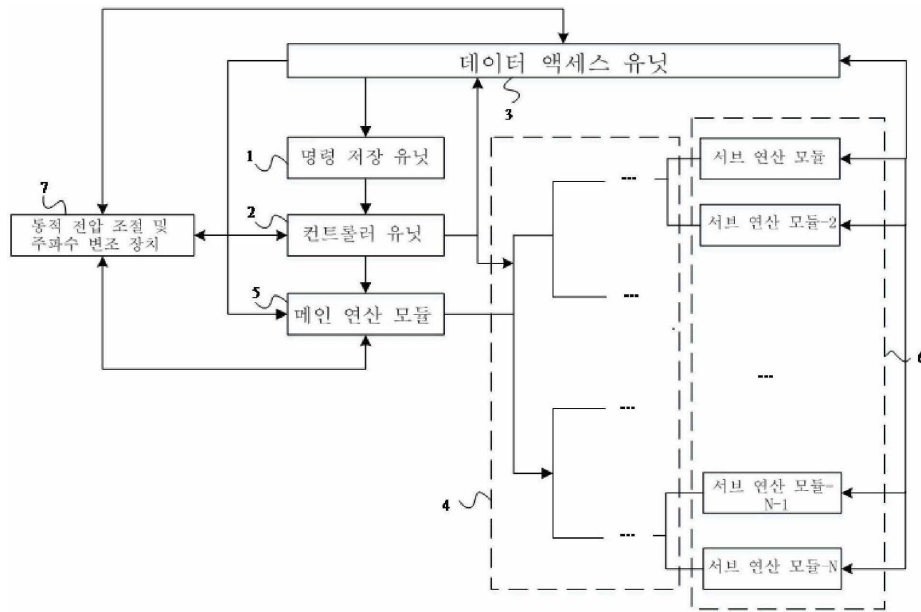 데이터 액세스 유닛
3
1
명령 저장 유닛
서브 연산 모듈
7
2
동적 전압 조절 및
주파수 변조 장치
컨트롤러 유닛
서브 연산 모듈-2
5
메인 연산 모듈
6
4
서브 연산 모듈-
N-1
서브 연산 모듈-N